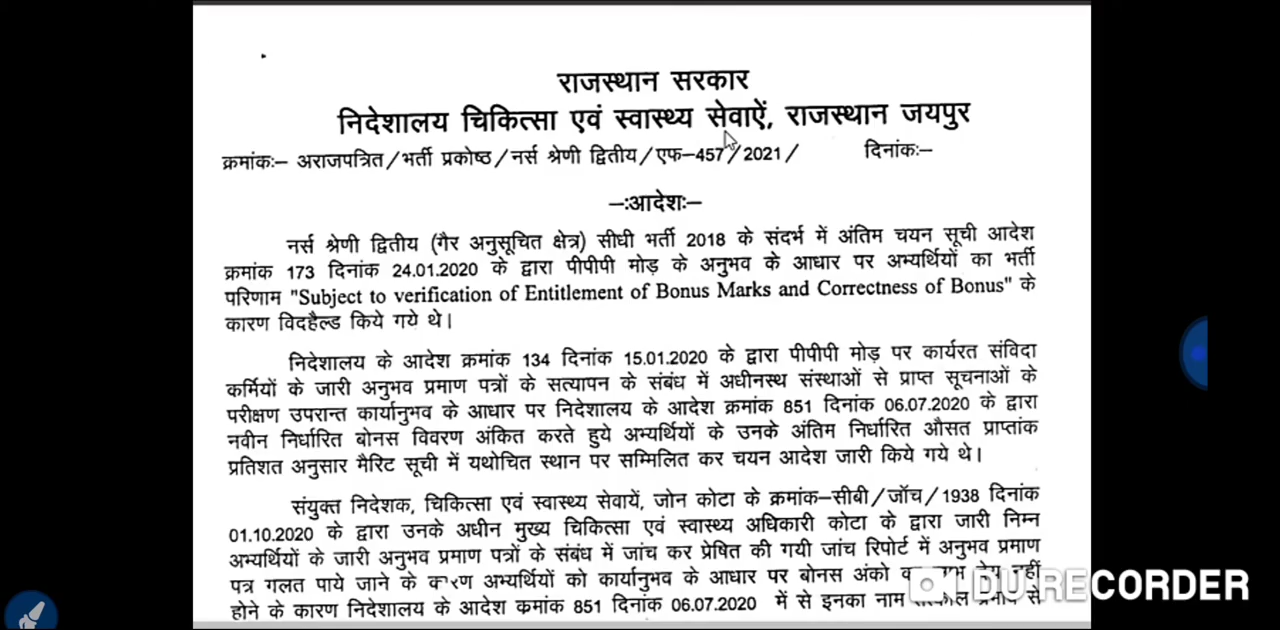 राजस्थान सरकार
निदेशालय चिकित्सा एवं स्वास्थ्य सेवाऐं, राजस्थान जयपुर
क्रमांकः– अराजपत्रित/भर्ती प्रकोष्ठ/नर्स श्रेणी द्वितीय/एफ–457/2021/ दिनांकः–
–:आदेशः–
नर्स श्रेणी द्वितीय (गैर अनुसूचित क्षेत्र) सीधी भर्ती 2018 के संदर्भ में अंतिम चयन सूची आदेश
क्रमांक 173 दिनांक 24.01.2020 के द्वारा पीपीपी मोड़ के अनुभव के आधार पर अभ्यर्थियों का भर्ती
परिणाम "Subject to verification of Entitlement of Bonus Marks and Correctness of Bonus" के
कारण विदहैल्ड किये गये थे।
निदेशालय के आदेश क्रमांक 134 दिनांक 15.01.2020 के द्वारा पीपीपी मोड़ पर कार्यरत संविदा
कर्मियों के जारी अनुभव प्रमाण पत्रों के सत्यापन के संबंध में अधीनस्थ संस्थाओं से प्राप्त सूचनाओं के
परीक्षण उपरान्त कार्यानुभव के आधार पर निदेशालय के आदेश क्रमांक 851 दिनांक 06.07.2020 के द्वारा
नवीन निर्धारित बोनस विवरण अंकित करते हुये अभ्यर्थियों के उनके अंतिम निर्धारित औसत प्राप्तांक
प्रतिशत अनुसार मैरिट सूची में यथोचित स्थान पर सम्मिलित कर चयन आदेश जारी किये गये थे।
संयुक्त निदेशक, चिकित्सा एवं स्वास्थ्य सेवायें, जोन कोटा के क्रमांक–सीबी/जॉच/1938 दिनांक
01.10.2020 के द्वारा उनके अधीन मुख्य चिकित्सा एवं स्वास्थ्य अधिकारी कोटा के द्वारा जारी निम्न
अभ्यर्थियों के जारी अनुभव प्रमाण पत्रों के संबंध में जांच कर प्रेषित की गयी जांच रिपोर्ट में अनुभव प्रमाण
पत्र गलत पाये जाने के कारण अभ्यर्थियों को कार्यानुभव के आधार पर बोनस अंको नहीं
होने के कारण निदेशालय के आदेश क्रमांक 851 दिनांक 06.07.2020 में से इनका नाम से
DU RECORDER